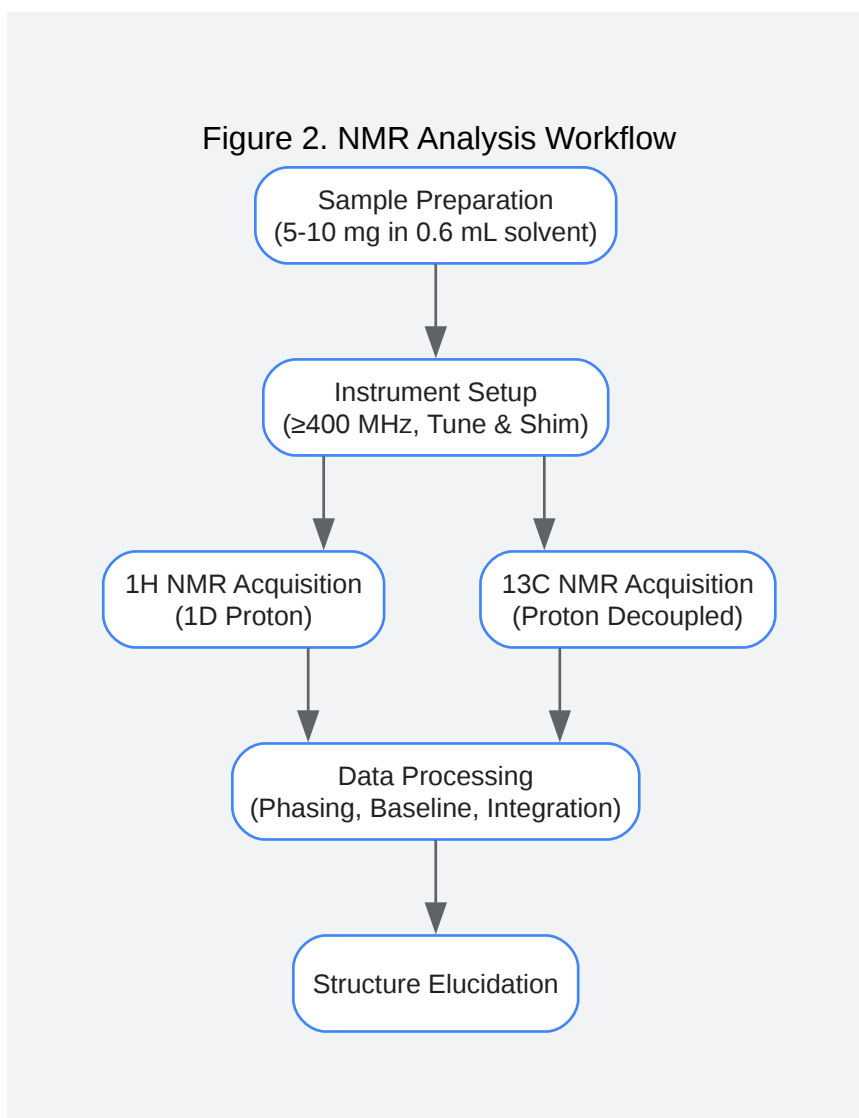 Figure 2. NMR Analysis Workflow
Sample Preparation
(5-10 mg in 0.6 mL solvent)
Instrument Setup
(≥400 MHz, Tune & Shim)
1H NMR Acquisition
(1D Proton)
13C NMR Acquisition
(Proton Decoupled)
Data Processing
(Phasing, Baseline, Integration)
Structure Elucidation